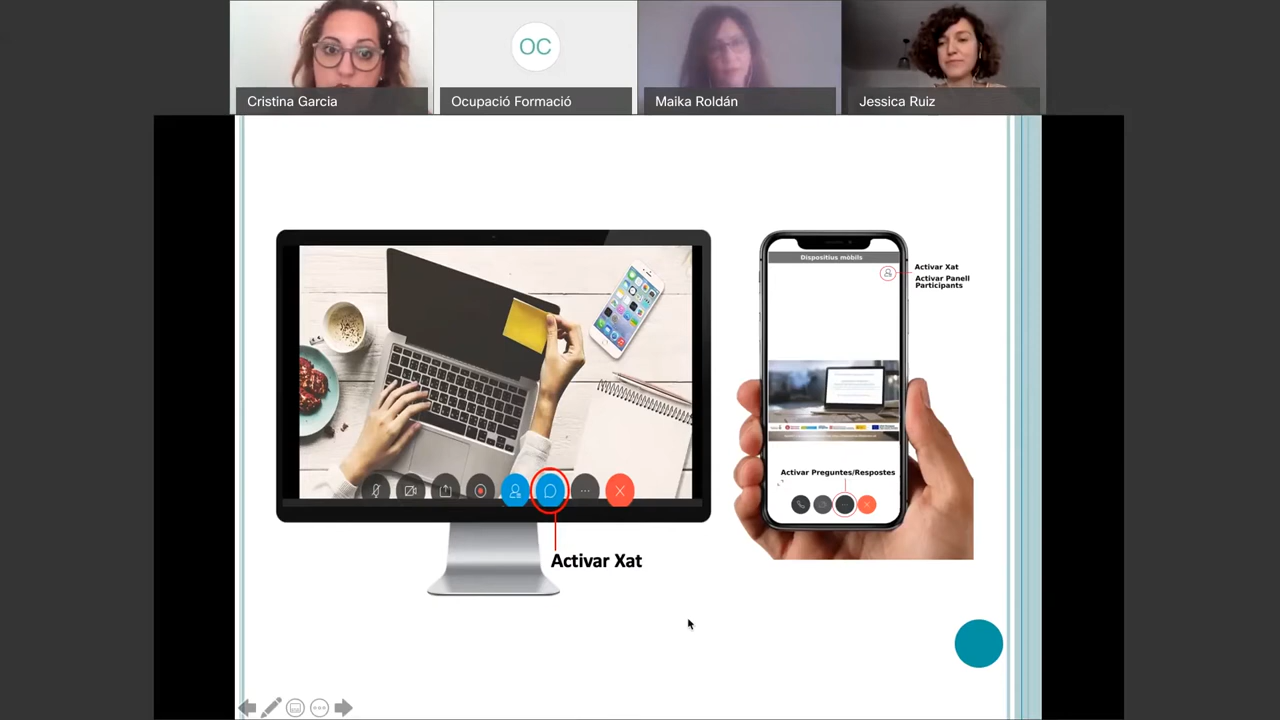 OC
Cristina Garcia
Ocupació Formació
Maika Roldán
Jessica Ruiz
Dispositius mòbils
Activar Xat
Activar Panell
Participants
Activar Preguntes/Respostes
Activar Xat